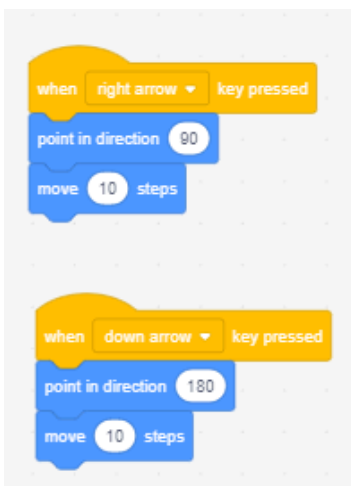 when right arrow key pressed
point in direction 90
move 10 steps
when down arrow key pressed
point in direction 180
move 10 steps